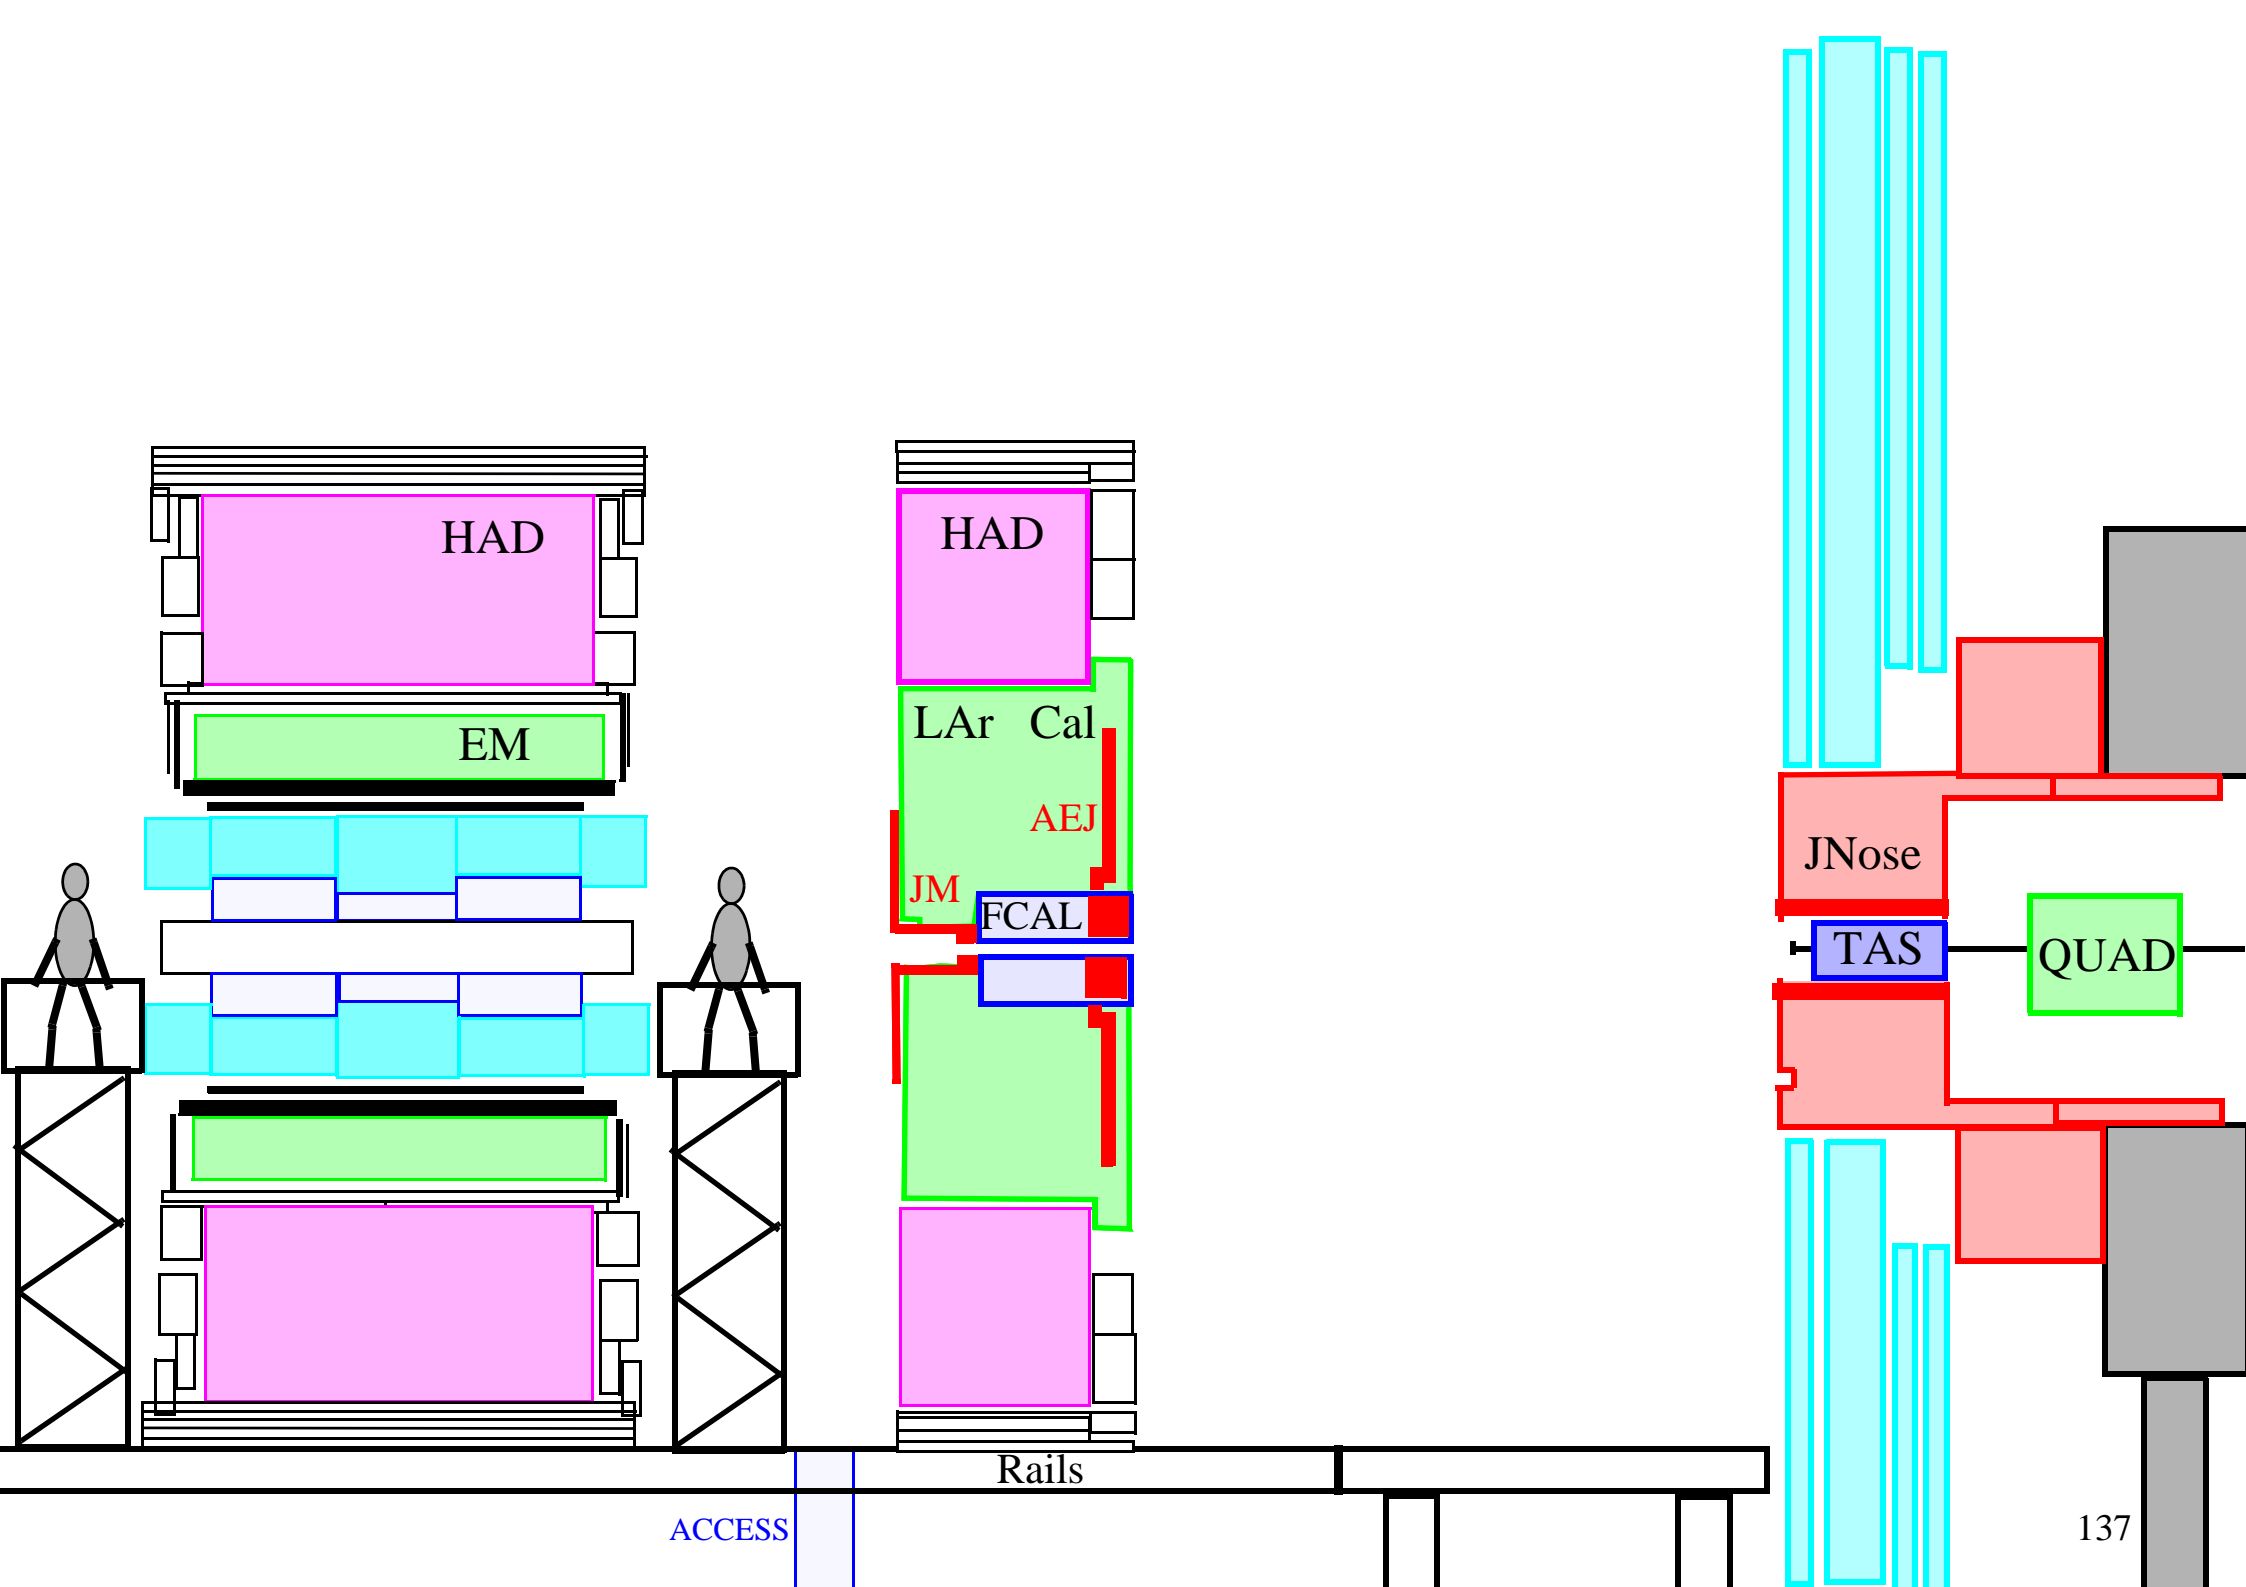 HAD
HAD
EM
LAr Cal
AEJ
JM
FCAL
JNose
TAS
QUAD
Rails
ACCESS
137